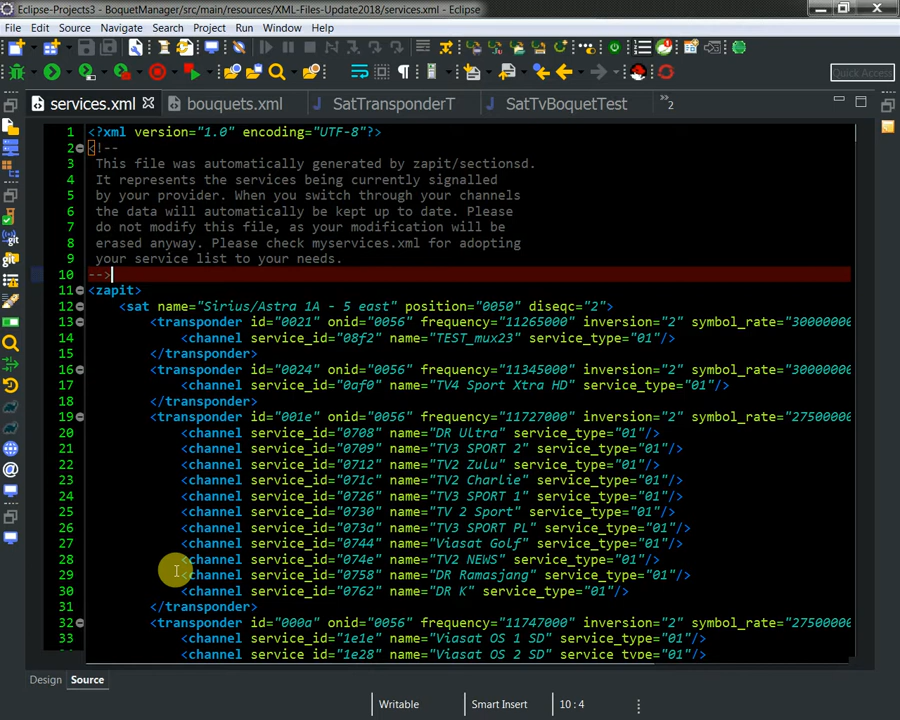 Eclipse-Projects3 - BoquetManager/src/main/resources/XML-Files-Update2018/services.xml - Eclipse
File Edit Source Navigate Search Project Run Window Help
Quick Access
services.xml bouquets.xml SatTransponderT SatTvBoquetTest »2
1 <?xml version="1.0" encoding="UTF-8"?>
2 <!--
3 This file was automatically generated by zapit/sectionsd.
4 It represents the services being currently signalled
5 by your provider. When you switch through your channels
6 the data will automatically be kept up to date. Please
7 do not modify this file, as your modification will be
8 erased anyway. Please check myservices.xml for adopting
9 your service list to your needs.
10 -->
11 <zapit>
12 <sat name="Sirius/Astra 1A - 5 east" position="0050" diseqc="2">
13 <transponder id="0021" onid="0056" frequency="11265000" inversion="2" symbol_rate="30000000
14 <channel service_id="08f2" name="TEST_mux23" service_type="01"/>
15 </transponder>
16 <transponder id="0024" onid="0056" frequency="11345000" inversion="2" symbol_rate="30000000
17 <channel service_id="0af0" name="TV4 Sport Xtra HD" service_type="01"/>
18 </transponder>
19 <transponder id="001e" onid="0056" frequency="11727000" inversion="2" symbol_rate="27500000
20 <channel service_id="0708" name="DR Ultra" service_type="01"/>
21 <channel service_id="0709" name="TV3 SPORT 2" service_type="01"/>
22 <channel service_id="0712" name="TV2 Zulu" service_type="01"/>
23 <channel service_id="071c" name="TV2 Charlie" service_type="01"/>
24 <channel service_id="0726" name="TV3 SPORT 1" service_type="01"/>
25 <channel service_id="0730" name="TV 2 Sport" service_type="01"/>
26 <channel service_id="073a" name="TV3 SPORT PL" service_type="01"/>
27 <channel service_id="0744" name="Viasat Golf" service_type="01"/>
28 <channel service_id="074e" name="TV2 NEWS" service_type="01"/>
29 <channel service_id="0758" name="DR Ramasjang" service_type="01"/>
30 <channel service_id="0762" name="DR K" service_type="01"/>
31 </transponder>
32 <transponder id="000a" onid="0056" frequency="11747000" inversion="2" symbol_rate="27500000
33 <channel service_id="1e1e" name="Viasat OS 1 SD" service_type="01"/>
<channel service_id="1e28" name="Viasat OS 2 SD" service_type="01"/>
Design Source
Writable Smart Insert 10 : 4